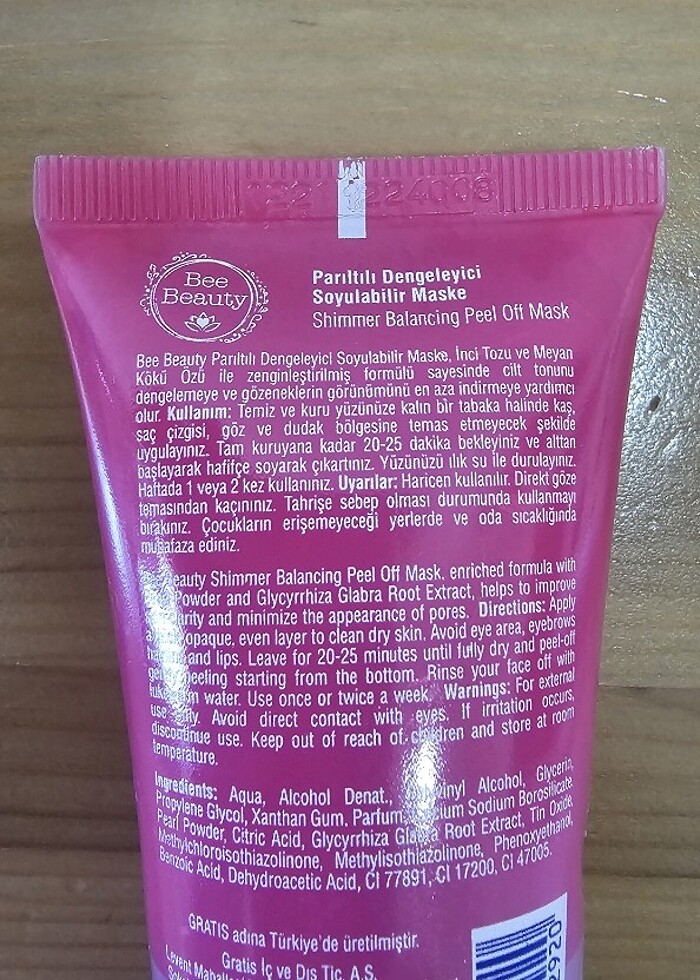 224008
Bee
Beauty
Parıltılı Dengeleyici
Soyulabilir Maske
Shimmer Balancing Peel Off Mask
Bee Beauty Parıltılı Dengeleyici Soyulabilir Maske, İnci Tozu ve Meyan
Kökü Özü ile zenginleştirilmiş formülü sayesinde cilt tonunu
dengelemeye ve gözeneklerin görünümünü en aza indirmeye yardımcı
olur. Kullanım: Temiz ve kuru yüzünüze kalın bir tabaka halinde kaş,
saç çizgisi, göz ve dudak bölgesine temas etmeyecek şekilde
uygulayınız. Tam kuruyana kadar 20-25 dakika bekleyiniz ve alttan
başlayarak hafifçe soyarak çıkartınız. Yüzünüzü ılık su ile durulayınız.
Haftada 1 veya 2 kez kullanınız. Uyarılar: Haricen kullanılır. Direkt göze
temasından kaçınınız. Tahrişe sebep olması durumunda kullanmayı
bırakınız. Çocukların erişemeyeceği yerlerde ve oda sıcaklığında
muhafaza ediniz.
Beauty Shimmer Balancing Peel Off Mask, enriched formula with
Powder and Glycyrrhiza Glabra Root Extract, helps to improve
and minimize the appearance of pores. Directions: Apply
opaque, even layer to clean dry skin. Avoid eye area, eyebrows
and lips. Leave for 20-25 minutes until fully dry and peel-off
peeling starting from the bottom. Rinse your face off with
water. Use once or twice a week. Warnings: For external
use only. Avoid direct contact with eyes. If irritation occurs,
discontinue use. Keep out of reach of children and store at room
temperature.
Ingredients: Aqua, Alcohol Denat., Alcohol, Glycerin,
Propylene Glycol, Xanthan Gum, Parfum, Sodium Borosilicate,
Pearl Powder, Citric Acid, Glycyrrhiza Glabra Root Extract, Tin Oxide,
Methylchloroisothiazolinone, Methylisothiazolinone, Phenoxyethanol,
Benzoic Acid, Dehydroacetic Acid, CI 77891, CI 17200, CI 47005.
GRATIS adına Türkiye'de üretilmiştir.
Gratis İç ve Dış Tic. A.S.